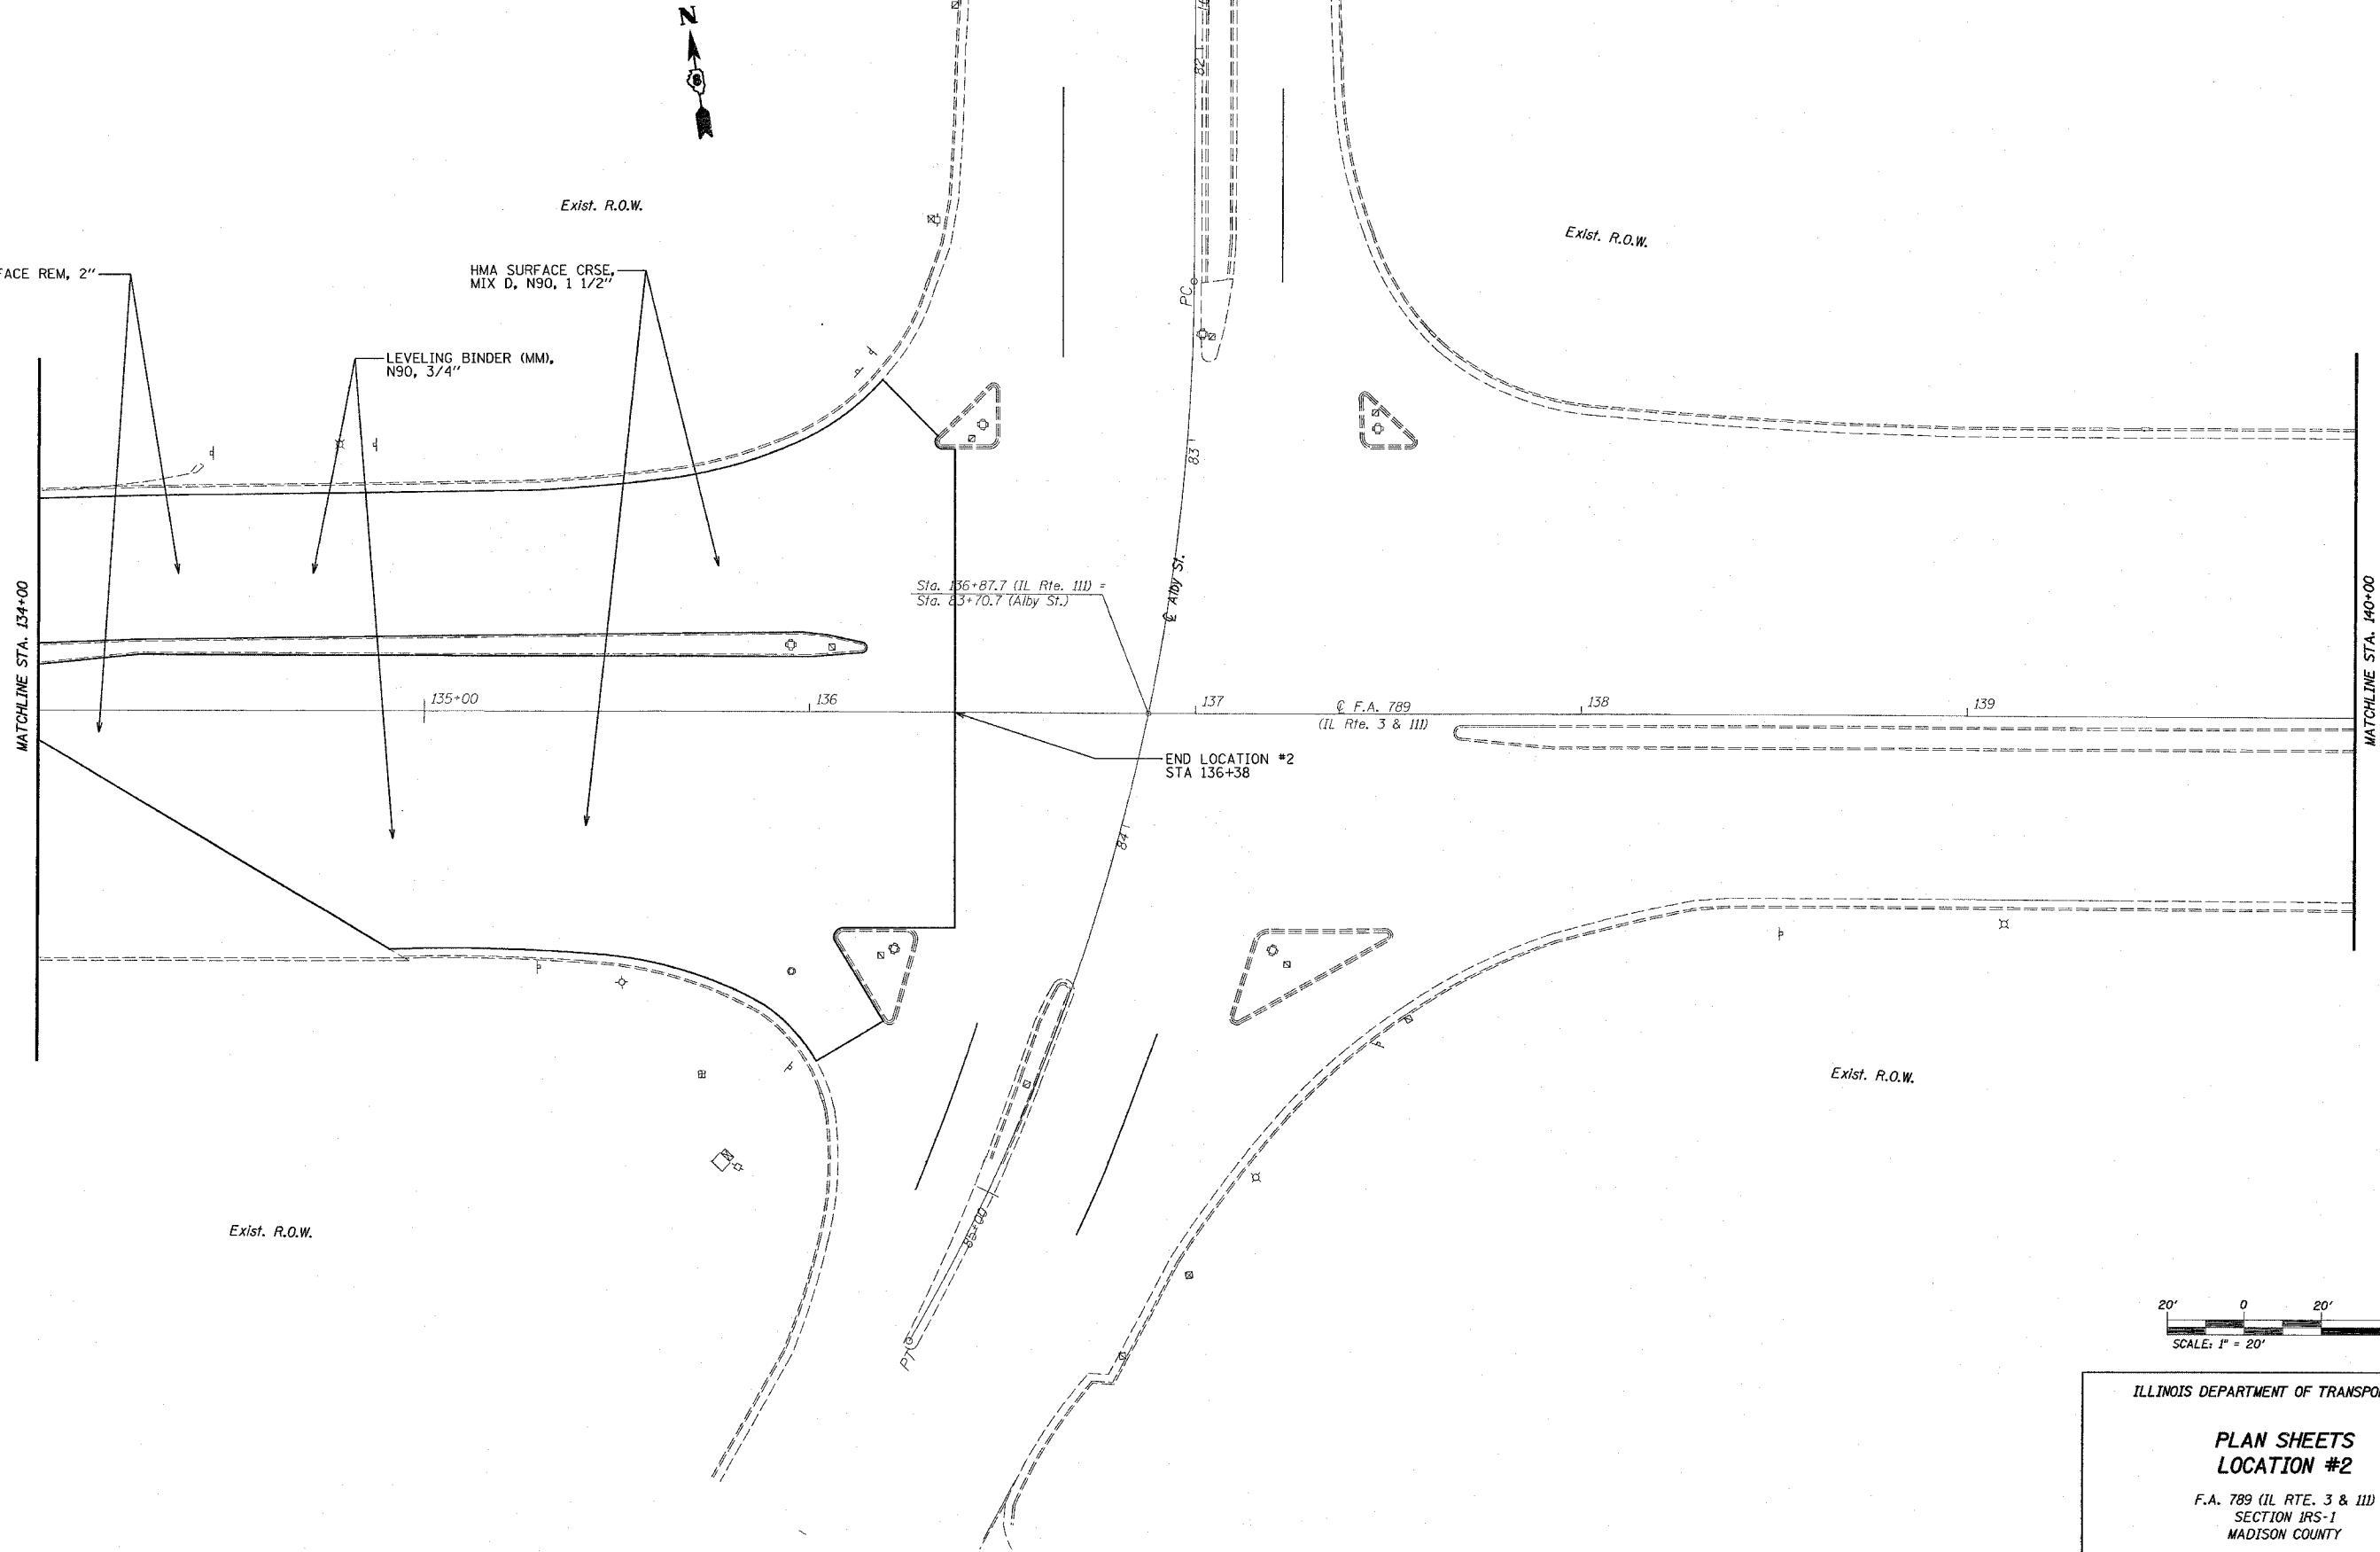 N
82
Exist. R.O.W.
Exist. R.O.W.
FACE REM, 2"
HMA SURFACE CRSE,
MIX D, N90, 1 1/2"
PC
LEVELING BINDER (MM),
N90, 3/4"
83
MATCHLINE STA. 134+00
MATCHLINE STA. 140+00
Sta. 136+87.7 (IL Rte. 111) =
Sta. 83+70.7 (Alby St.)
℄ Alby St.
135+00
136
137
℄ F.A. 789
(IL Rte. 3 & 111)
138
139
END LOCATION #2
STA 136+38
84
Exist. R.O.W.
85+00
Exist. R.O.W.
PT
20' 0 20'
SCALE: 1" = 20'
ILLINOIS DEPARTMENT OF TRANSPO
PLAN SHEETS
LOCATION #2
F.A. 789 (IL RTE. 3 & 111)
SECTION 1RS-1
MADISON COUNTY